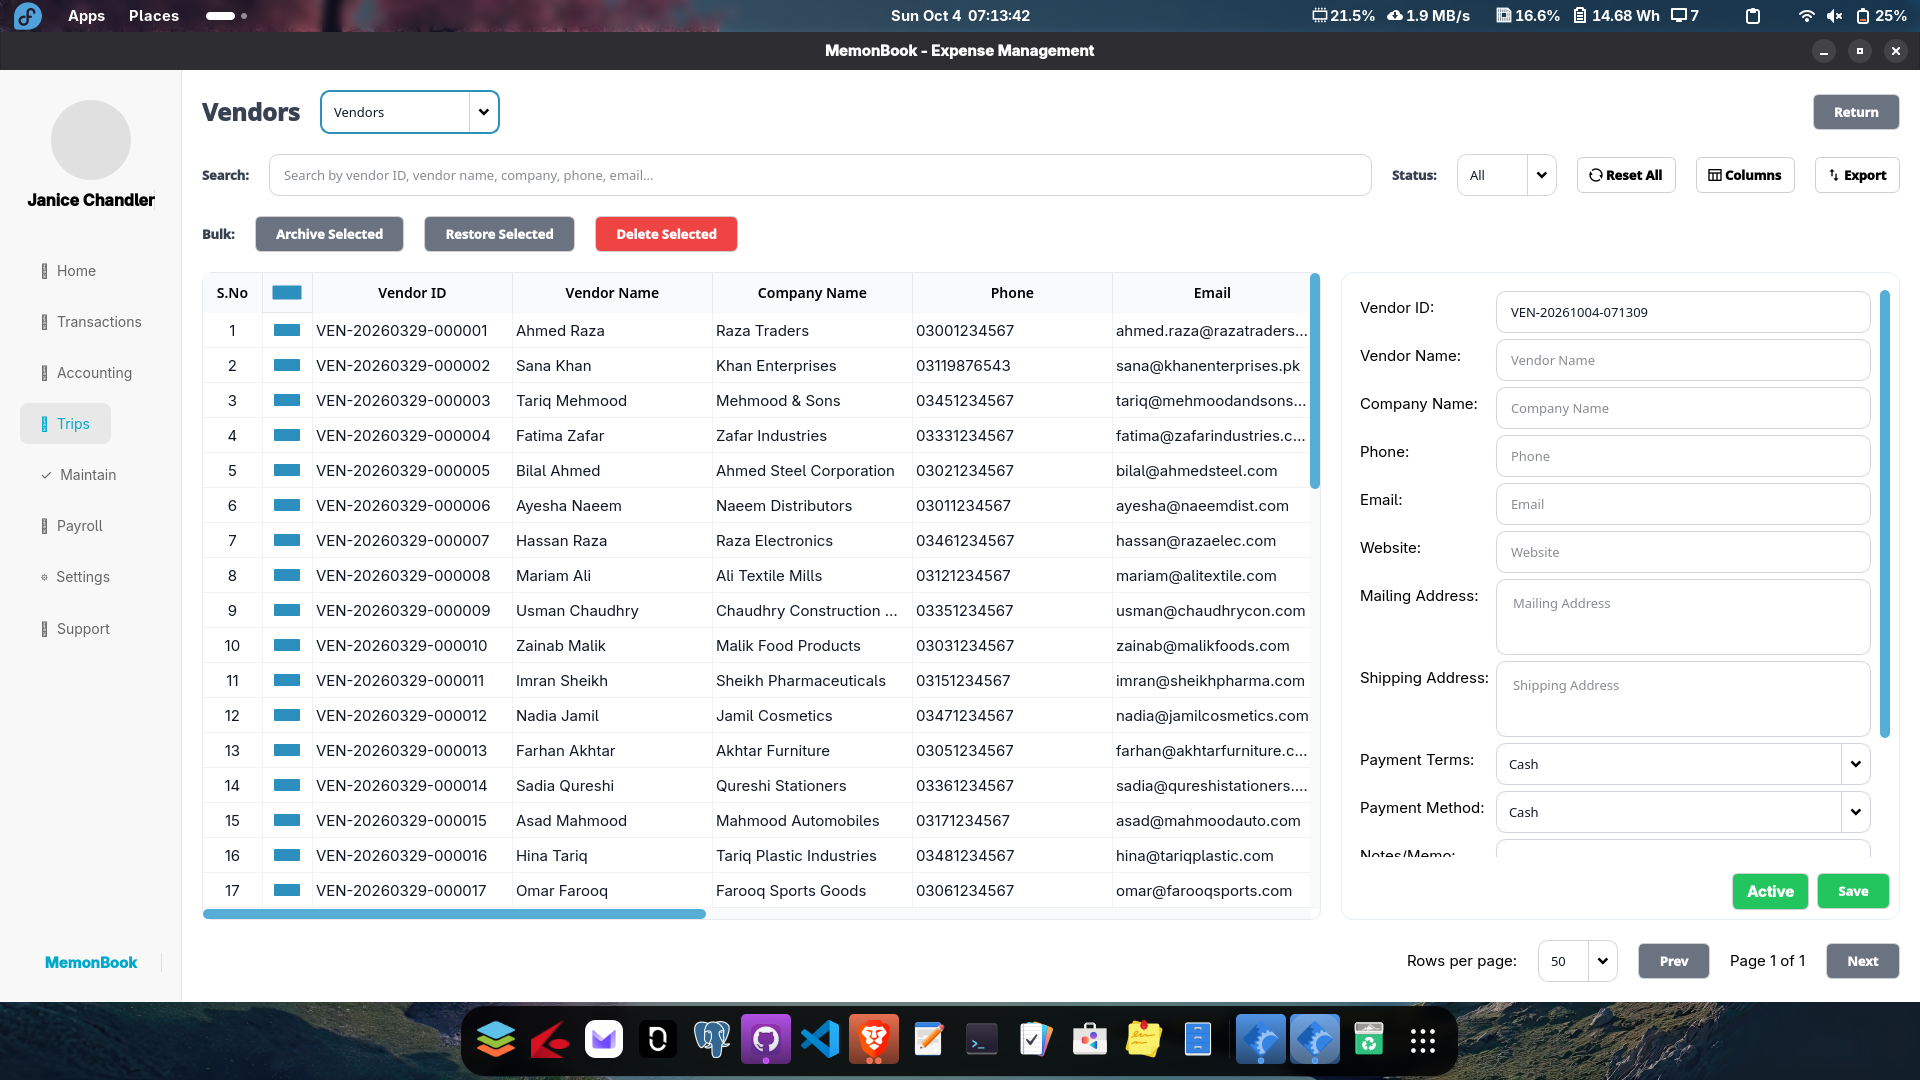 Apps Places Sun Oct 4 07:13:42 21.5% 1.9 MB/s 16.6% 14.68 Wh 7 25%
MemonBook - Expense Management
Janice Chandler
Home
Transactions
Accounting
Trips
Maintain
Payroll
Settings
Support
MemonBook
Vendors Vendors Return
Search: Search by vendor ID, vendor name, company, phone, email... Status: All Reset All Columns Export
Bulk: Archive Selected Restore Selected Delete Selected
S.No Vendor ID Vendor Name Company Name Phone Email
1 VEN-20260329-000001 Ahmed Raza Raza Traders 03001234567 ahmed.raza@razatraders...
2 VEN-20260329-000002 Sana Khan Khan Enterprises 03119876543 sana@khanenterprises.pk
3 VEN-20260329-000003 Tariq Mehmood Mehmood & Sons 03451234567 tariq@mehmoodandsons...
4 VEN-20260329-000004 Fatima Zafar Zafar Industries 03331234567 fatima@zafarindustries.c...
5 VEN-20260329-000005 Bilal Ahmed Ahmed Steel Corporation 03021234567 bilal@ahmedsteel.com
6 VEN-20260329-000006 Ayesha Naeem Naeem Distributors 03011234567 ayesha@naeemdist.com
7 VEN-20260329-000007 Hassan Raza Raza Electronics 03461234567 hassan@razaelec.com
8 VEN-20260329-000008 Mariam Ali Ali Textile Mills 03121234567 mariam@alitextile.com
9 VEN-20260329-000009 Usman Chaudhry Chaudhry Construction ... 03351234567 usman@chaudhrycon.com
10 VEN-20260329-000010 Zainab Malik Malik Food Products 03031234567 zainab@malikfoods.com
11 VEN-20260329-000011 Imran Sheikh Sheikh Pharmaceuticals 03151234567 imran@sheikhpharma.com
12 VEN-20260329-000012 Nadia Jamil Jamil Cosmetics 03471234567 nadia@jamilcosmetics.com
13 VEN-20260329-000013 Farhan Akhtar Akhtar Furniture 03051234567 farhan@akhtarfurniture.c...
14 VEN-20260329-000014 Sadia Qureshi Qureshi Stationers 03361234567 sadia@qureshistationers....
15 VEN-20260329-000015 Asad Mahmood Mahmood Automobiles 03171234567 asad@mahmoodauto.com
16 VEN-20260329-000016 Hina Tariq Tariq Plastic Industries 03481234567 hina@tariqplastic.com
17 VEN-20260329-000017 Omar Farooq Farooq Sports Goods 03061234567 omar@farooqsports.com
Vendor ID: VEN-20261004-071309
Vendor Name: Vendor Name
Company Name: Company Name
Phone: Phone
Email: Email
Website: Website
Mailing Address: Mailing Address
Shipping Address: Shipping Address
Payment Terms: Cash
Payment Method: Cash
Notes/Memo:
Active Save
Rows per page: 50 Prev Page 1 of 1 Next